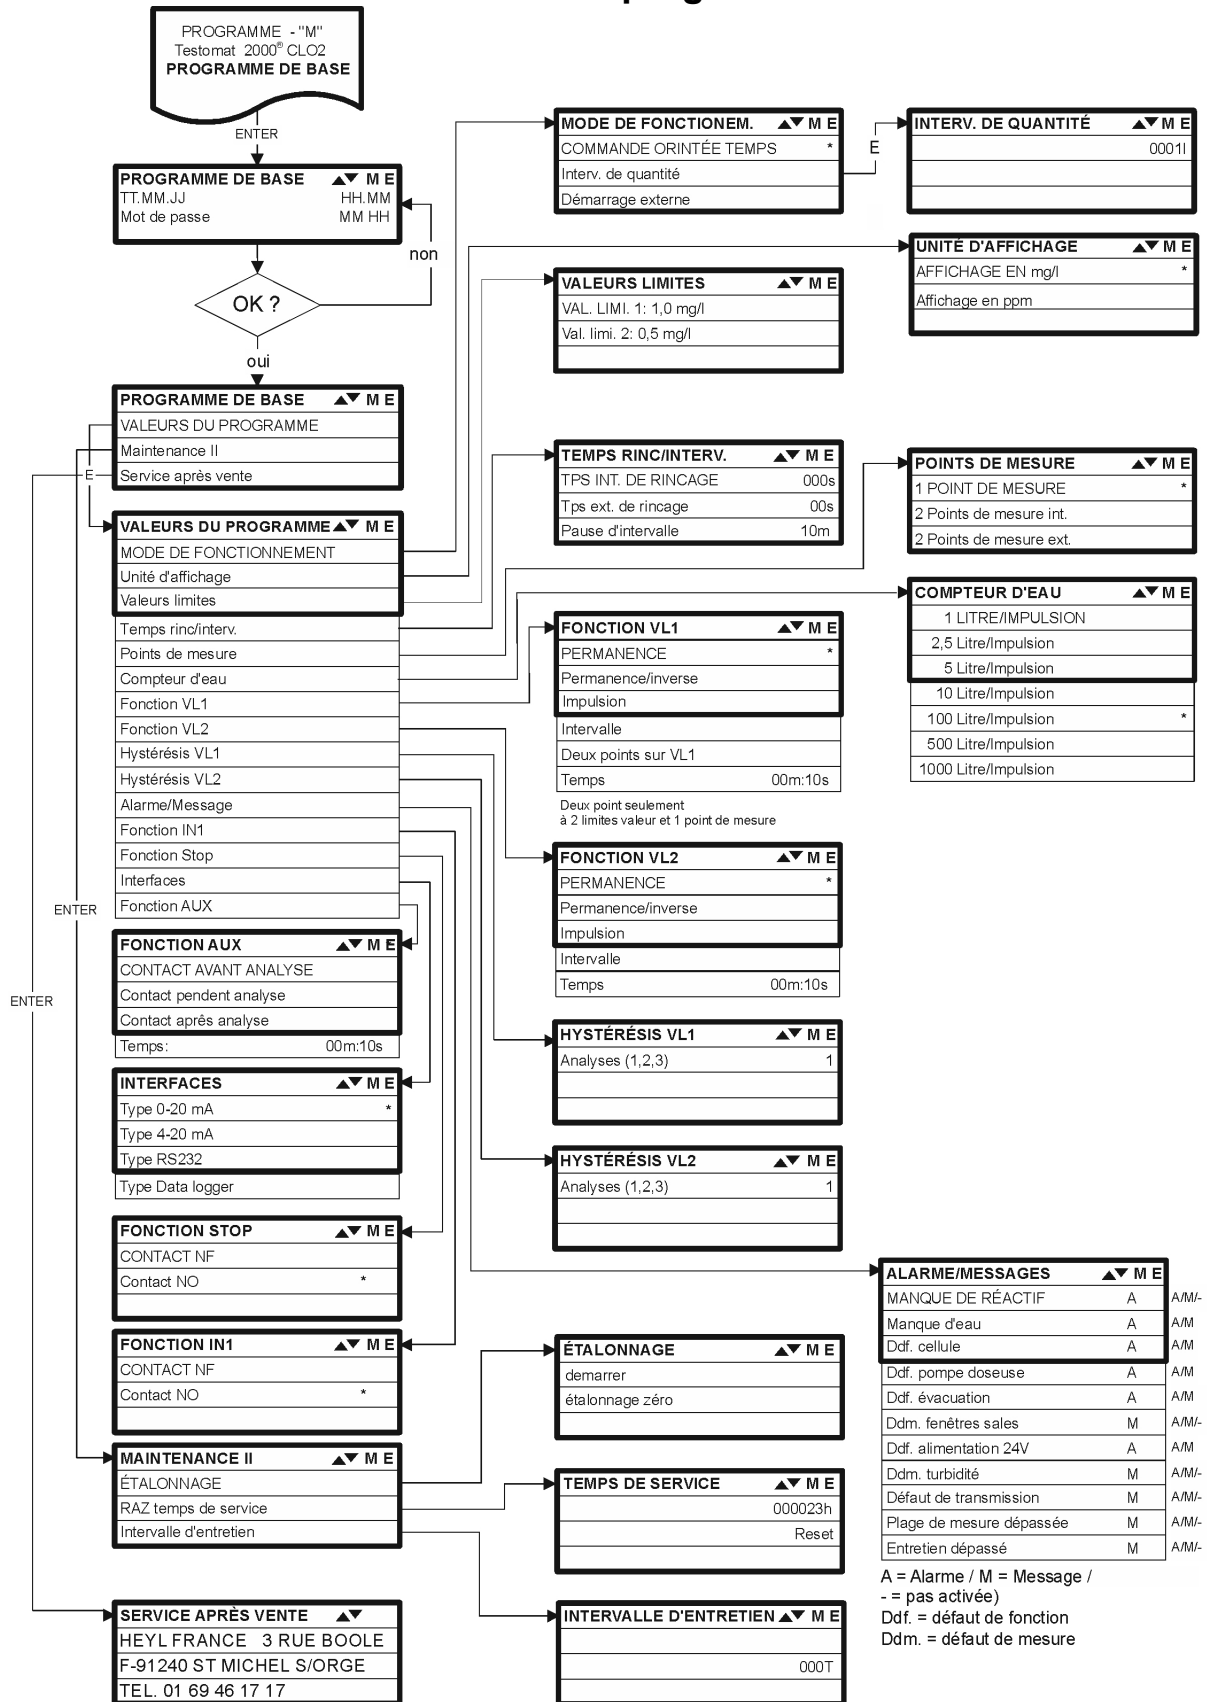 PROGRAMME - "M"
Testomat 2000® CLO2
PROGRAMME DE BASE
ENTER
PROGRAMME DE BASE ▲▼ M E
TT.MM.JJ HH.MM
Mot de passe MM HH
non
OK ?
oui
PROGRAMME DE BASE ▲▼ M E
VALEURS DU PROGRAMME
Maintenance II
Service après vente
E
VALEURS DU PROGRAMME ▲▼ M E
MODE DE FONCTIONNEMENT
Unité d'affichage
Valeurs limites
Temps rinc/interv.
Points de mesure
Compteur d'eau
Fonction VL1
Fonction VL2
Hystérésis VL1
Hystérésis VL2
Alarme/Message
Fonction IN1
Fonction Stop
Interfaces
Fonction AUX
ENTER
ENTER
FONCTION AUX ▲▼ M E
CONTACT AVANT ANALYSE
Contact pendent analyse
Contact après analyse
Temps: 00m:10s
INTERFACES ▲▼ M E
Type 0-20 mA *
Type 4-20 mA
Type RS232
Type Data logger
FONCTION STOP ▲▼ M E
CONTACT NF
Contact NO *
FONCTION IN1 ▲▼ M E
CONTACT NF
Contact NO *
MAINTENANCE II ▲▼ M E
ÉTALONNAGE
RAZ temps de service
Intervalle d'entretien
SERVICE APRÈS VENTE ▲▼
HEYL FRANCE 3 RUE BOOLE
F-91240 ST MICHEL S/ORGE
TEL. 01 69 46 17 17
MODE DE FONCTIONEM. ▲▼ M E
COMMANDE ORINTÉE TEMPS *
Interv. de quantité
Démarrage externe
E
INTERV. DE QUANTITÉ ▲▼ M E
0001l
UNITÉ D'AFFICHAGE ▲▼ M E
AFFICHAGE EN mg/l *
Affichage en ppm
VALEURS LIMITES ▲▼ M E
VAL. LIMI. 1: 1,0 mg/l
Val. limi. 2: 0,5 mg/l
TEMPS RINC/INTERV. ▲▼ M E
TPS INT. DE RINCAGE 000s
Tps ext. de rincage 00s
Pause d'intervalle 10m
POINTS DE MESURE ▲▼ M E
1 POINT DE MESURE *
2 Points de mesure int.
2 Points de mesure ext.
COMPTEUR D'EAU ▲▼ M E
1 LITRE/IMPULSION
2,5 Litre/Impulsion
5 Litre/Impulsion
10 Litre/Impulsion
100 Litre/Impulsion *
500 Litre/Impulsion
1000 Litre/Impulsion
FONCTION VL1 ▲▼ M E
PERMANENCE *
Permanence/inverse
Impulsion
Intervalle
Deux points sur VL1
Temps 00m:10s
Deux point seulement
à 2 limites valeur et 1 point de mesure
FONCTION VL2 ▲▼ M E
PERMANENCE *
Permanence/inverse
Impulsion
Intervalle
Temps 00m:10s
HYSTÉRÉSIS VL1 ▲▼ M E
Analyses (1,2,3) 1
HYSTÉRÉSIS VL2 ▲▼ M E
Analyses (1,2,3) 1
ALARME/MESSAGES ▲▼ M E
MANQUE DE RÉACTIF A A/M/-
Manque d'eau A A/M
Ddf. cellule A A/M
Ddf. pompe doseuse A A/M
Ddf. évacuation A A/M
Ddm. fenêtres sales M A/M/-
Ddf. alimentation 24V A A/M
Ddm. turbidité M A/M/-
Défaut de transmission M A/M/-
Plage de mesure dépassée M A/M/-
Entretien dépassé M A/M/-
A = Alarme / M = Message /
- = pas activée)
Ddf. = défaut de fonction
Ddm. = défaut de mesure
ÉTALONNAGE ▲▼ M E
demarrer
étalonnage zéro
TEMPS DE SERVICE ▲▼ M E
000023h
Reset
INTERVALLE D'ENTRETIEN ▲▼ M E
000T